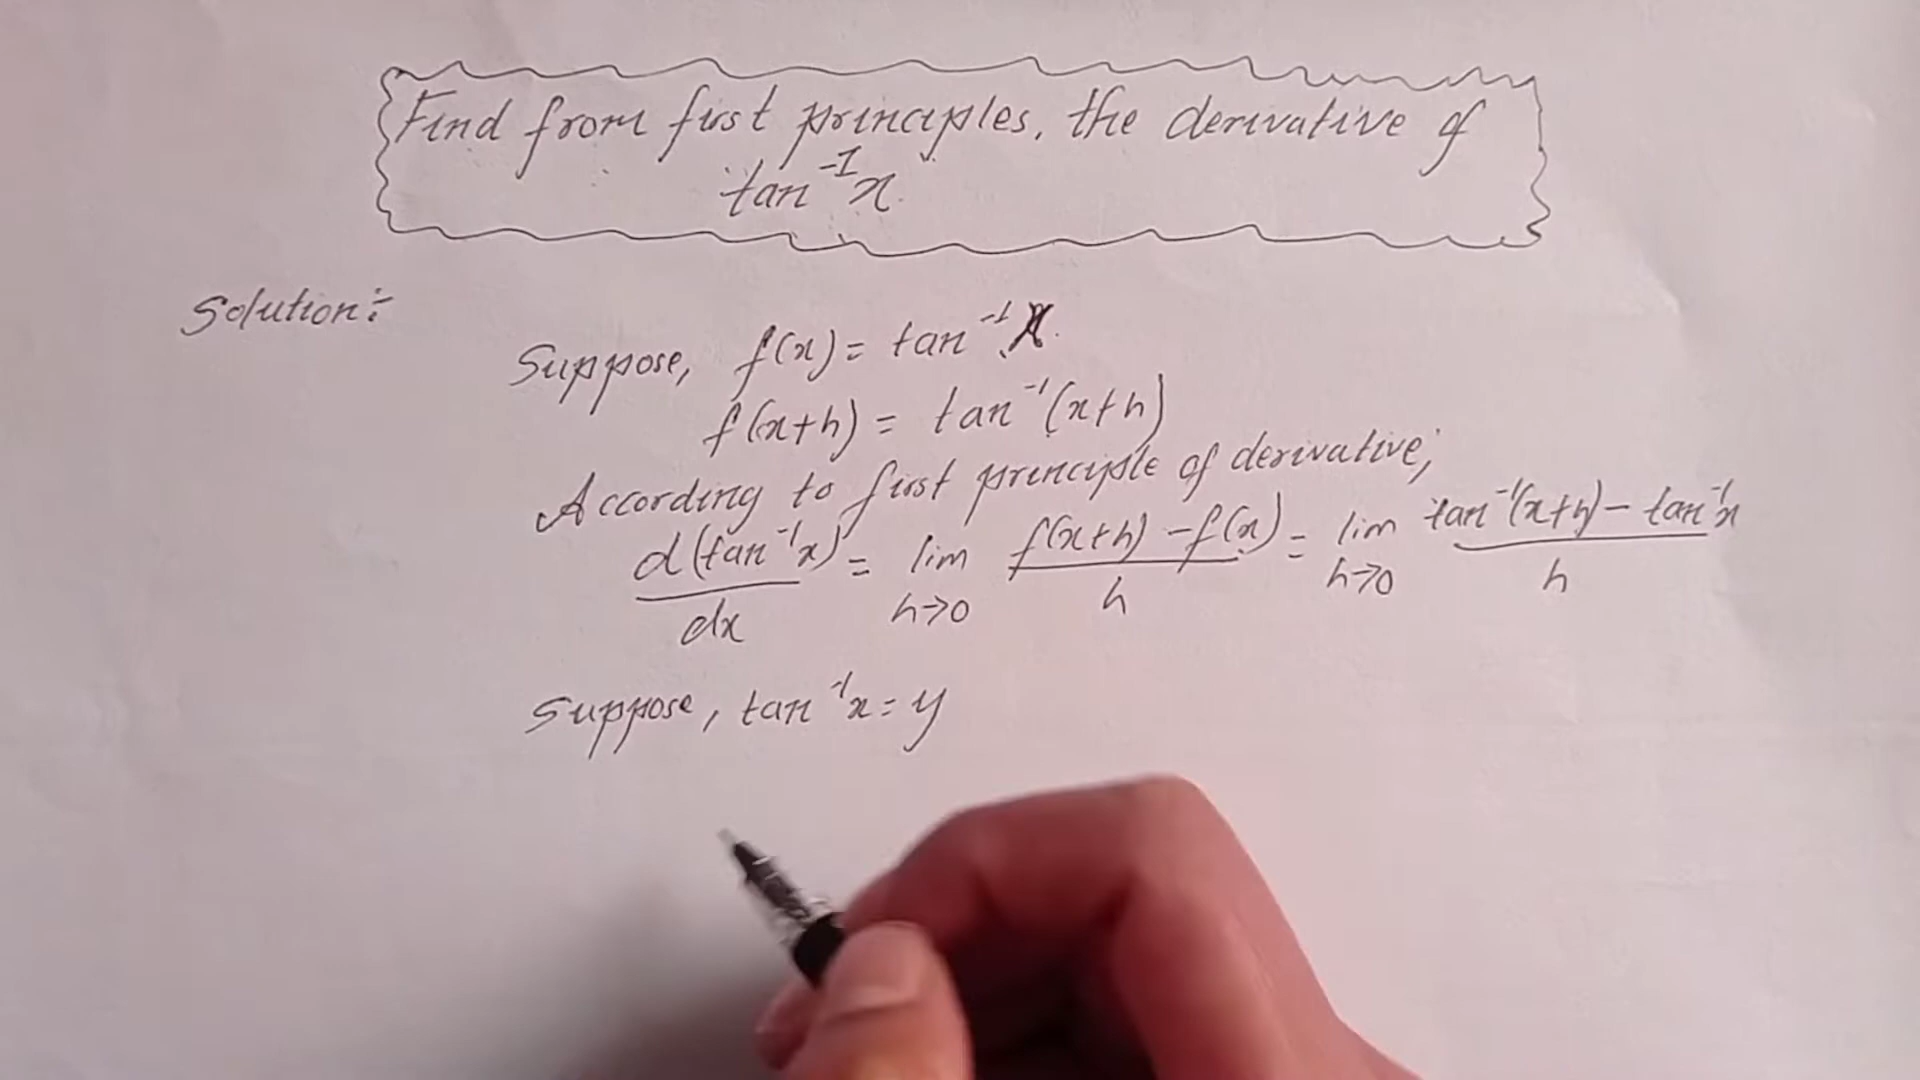 Find from first principles, the derivative of
tan⁻¹x.
Solution:-
Suppose, f(x) = tan⁻¹x.
f(x+h) = tan⁻¹(x+h)
According to first principle of derivative;
d(tan⁻¹x)/dx = lim h→0 f(x+h) - f(x)/h = lim h→0 tan⁻¹(x+h) - tan⁻¹x/h
Suppose, tan⁻¹x = y